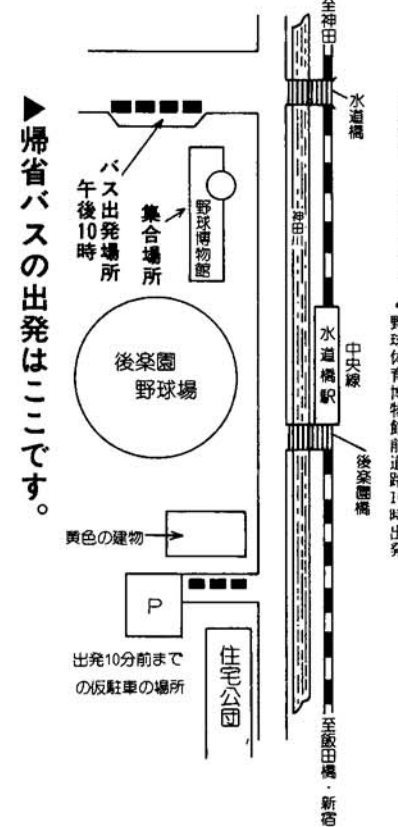 ▶帰省バスの出発はここです。
至神田
水道橋
バス出発場所
午後10時
集合場所
野球博物館
神田川
水道橋駅
中央線
後楽園
野球場
後楽園橋
黄色の建物
P
出発10分前まで
の仮駐車の場所
住宅公団
至飯田橋・新宿